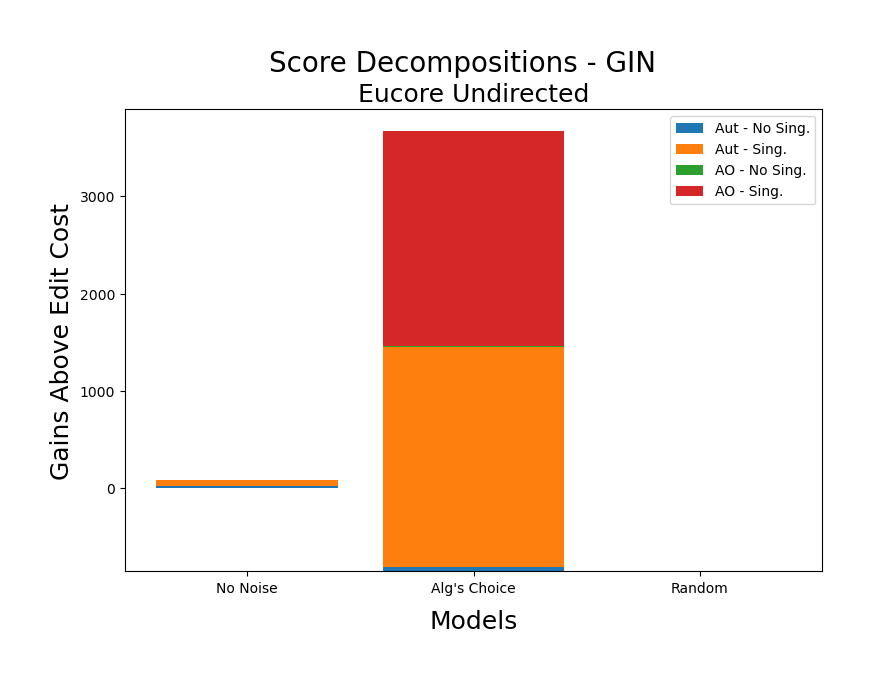 Score Decompositions - GIN
Eucore Undirected
Aut - No Sing.
Aut - Sing.
AO - No Sing.
AO - Sing.
Gains Above Edit Cost
3000
2000
1000
0
No Noise
Alg's Choice
Random
Models